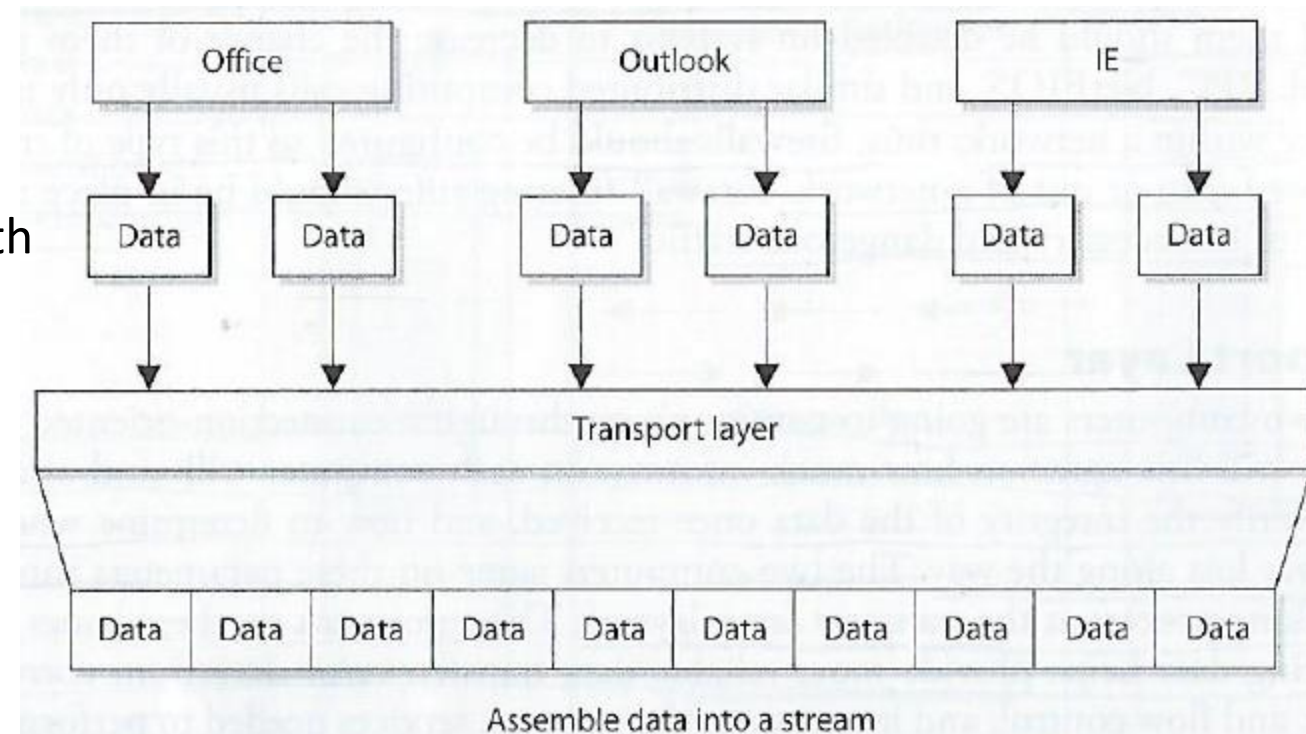 Office Outlook IE
th
Data Data Data Data Data Data
Transport layer
Data Data Data Data Data Data Data Data Data Data
Assemble data into a stream